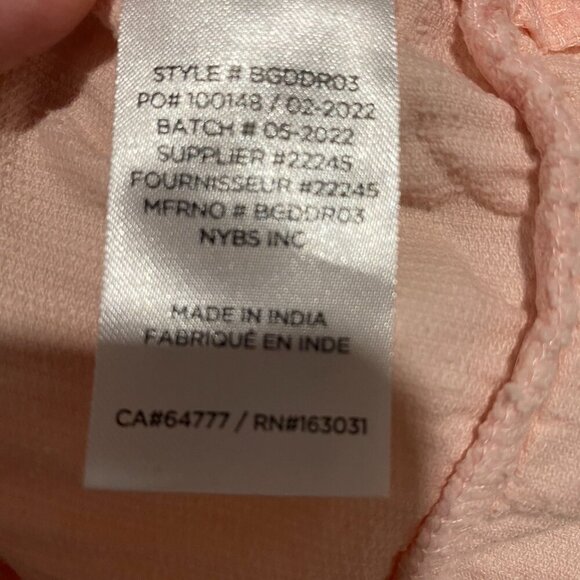 STYLE # BGDDR03
PO# 100148 / 02-2022
BATCH # 05-2022
SUPPLIER #22245
FOURNISSEUR #22245
MFRNO # BGDDR03
NYBS INC
MADE IN INDIA
FABRIQUÉ EN INDE
CA#64777 / RN#163031